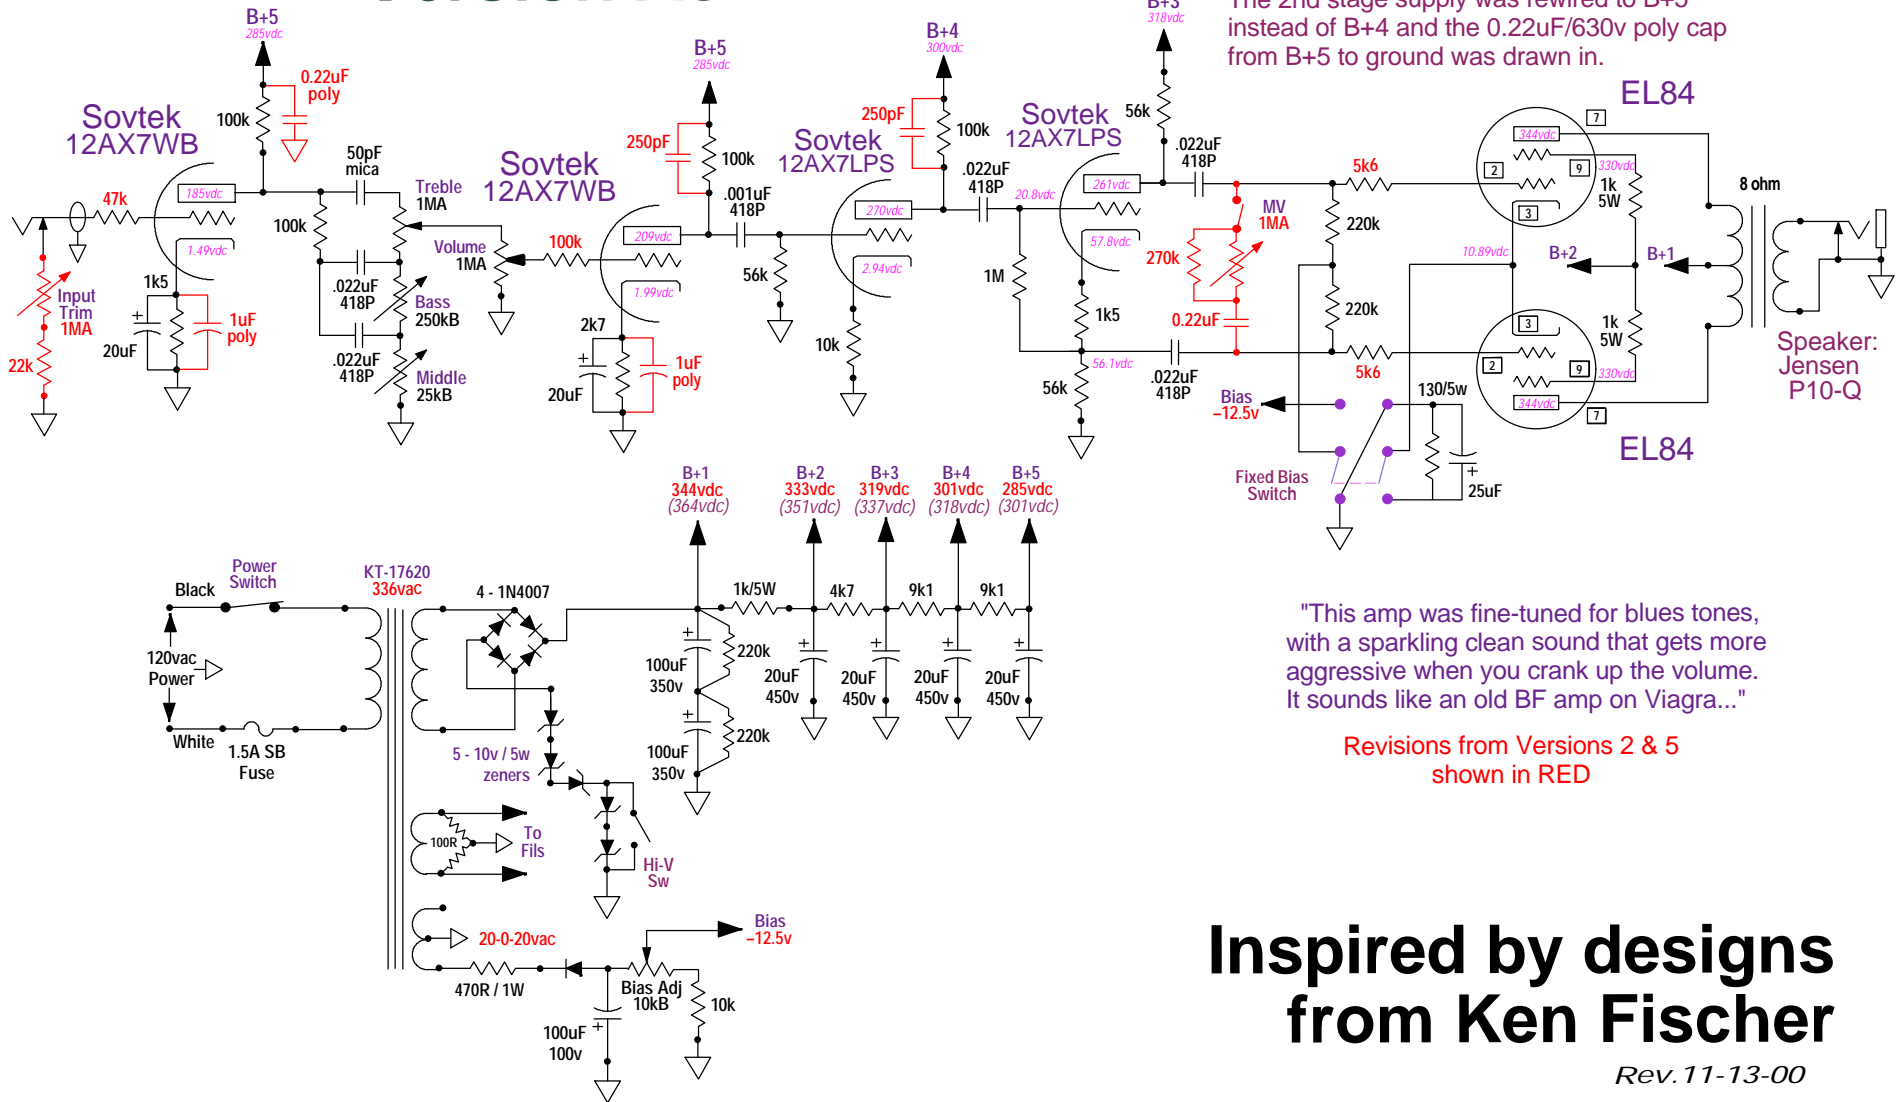 B+5
285vdc
0.22uF
poly
100k
Sovtek
12AX7WB
50pF
mica
185vdc
47k
Treble
1MA
100k
1.49vdc
Volume
1MA
Input
Trim
1MA
1k5
+
20uF
1uF
poly
22k
.022uF
418P
Bass
250kB
.022uF
418P
Middle
25kB
B+5
285vdc
250pF
100k
Sovtek
12AX7WB
100k
209vdc
1.99vdc
.001uF
418P
56k
2k7
+
20uF
1uF
poly
B+4
300vdc
250pF
100k
Sovtek
12AX7LPS
270vdc
2.94vdc
10k
.022uF
418P
1M
B+3
318vdc
56k
Sovtek
12AX7LPS
20.8vdc
261vdc
57.8vdc
1k5
56.1vdc
56k
.022uF
418P
.022uF
418P
The 2nd stage supply was rewired to B+5
instead of B+4 and the 0.22uF/630v poly cap
from B+5 to ground was drawn in.
MV
1MA
270k
0.22uF
5k6
220k
220k
5k6
EL84
344vdc
7
2
9
3
330vdc
1k
5W
10.89vdc
B+2
B+1
1k
5W
3
2
9
330vdc
344vdc
7
EL84
8 ohm
Speaker:
Jensen
P10-Q
Bias
–12.5v
130/5w
+
25uF
Fixed Bias
Switch
B+1
344vdc
(364vdc)
B+2
333vdc
(351vdc)
B+3
319vdc
(337vdc)
B+4
301vdc
(318vdc)
B+5
285vdc
(301vdc)
Power
Switch
Black
KT-17620
336vac
4 - 1N4007
1k/5W
4k7
9k1
9k1
120vac
Power
White
1.5A SB
Fuse
+
100uF
350v
220k
+
100uF
350v
220k
+
20uF
450v
+
20uF
450v
+
20uF
450v
+
20uF
450v
5 - 10v / 5w
zeners
Hi-V
Sw
100R
To
Fils
20-0-20vac
470R / 1W
Bias
–12.5v
Bias Adj
10kB
10k
100uF
100v
+
"This amp was fine-tuned for blues tones,
with a sparkling clean sound that gets more
aggressive when you crank up the volume.
It sounds like an old BF amp on Viagra..."
Revisions from Versions 2 & 5
shown in RED
Inspired by designs
from Ken Fischer
Rev.11-13-00